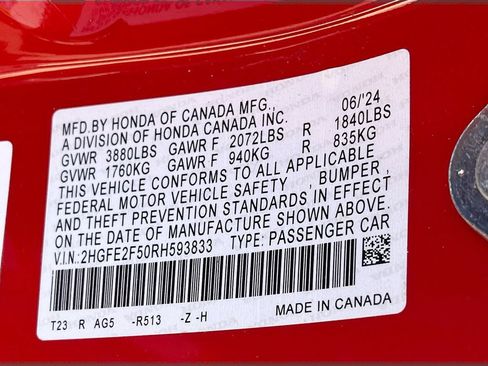 MFD.BY HONDA OF CANADA MFG., 06/'24
A DIVISION OF HONDA CANADA INC.
GVWR 3880LBS GAWR F 2072LBS R 1840LBS
GVWR 1760KG GAWR F 940KG R 835KG
THIS VEHICLE CONFORMS TO ALL APPLICABLE
FEDERAL MOTOR VEHICLE SAFETY , BUMPER ,
AND THEFT PREVENTION STANDARDS IN EFFECT
ON THE DATE OF MANUFACTURE SHOWN ABOVE.
V.I.N.:2HGFE2F50RH593833 TYPE: PASSENGER CAR
T23 R AG5 -R513 -Z -H MADE IN CANADA